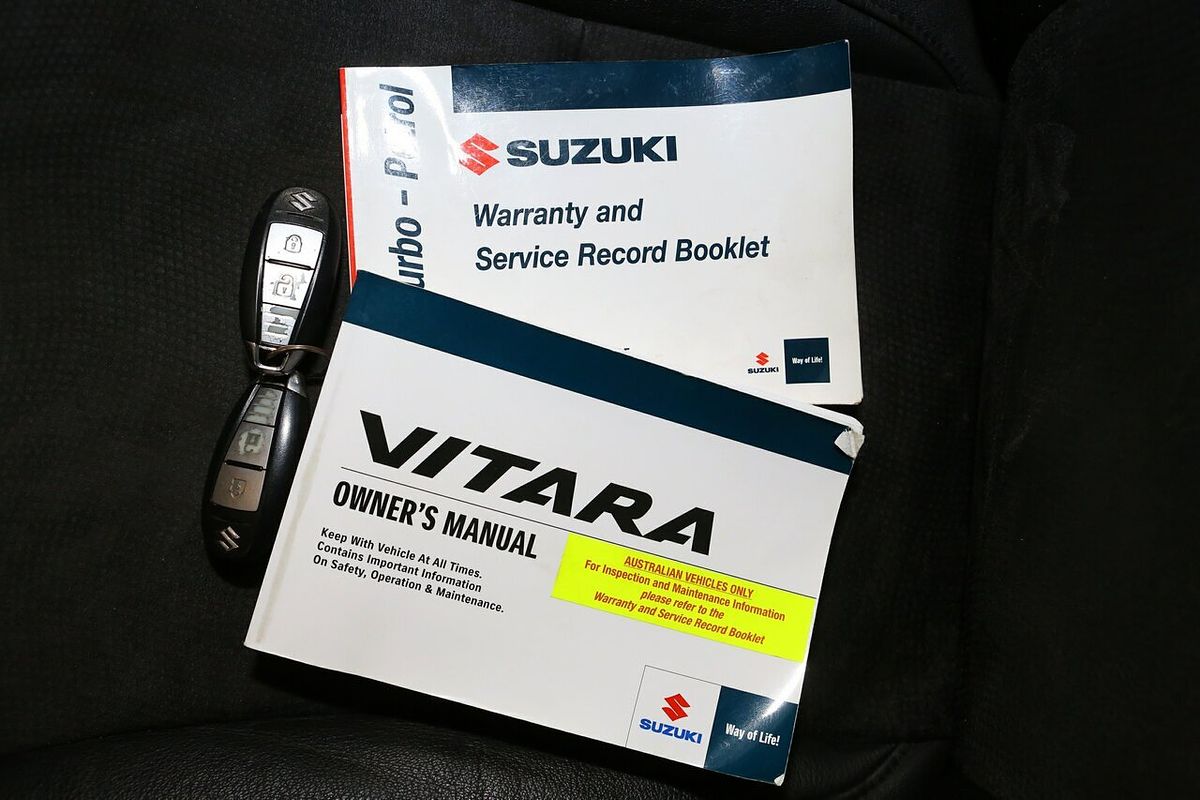 urbo - Petrol
SUZUKI
Warranty and
Service Record Booklet
SUZUKI
Way of Life!
VITARA
OWNER'S MANUAL
Keep With Vehicle At All Times.
Contains Important Information
On Safety, Operation & Maintenance.
AUSTRALIAN VEHICLES ONLY
For Inspection and Maintenance Information
please refer to the
Warranty and Service Record Booklet
SUZUKI
Way of Life!